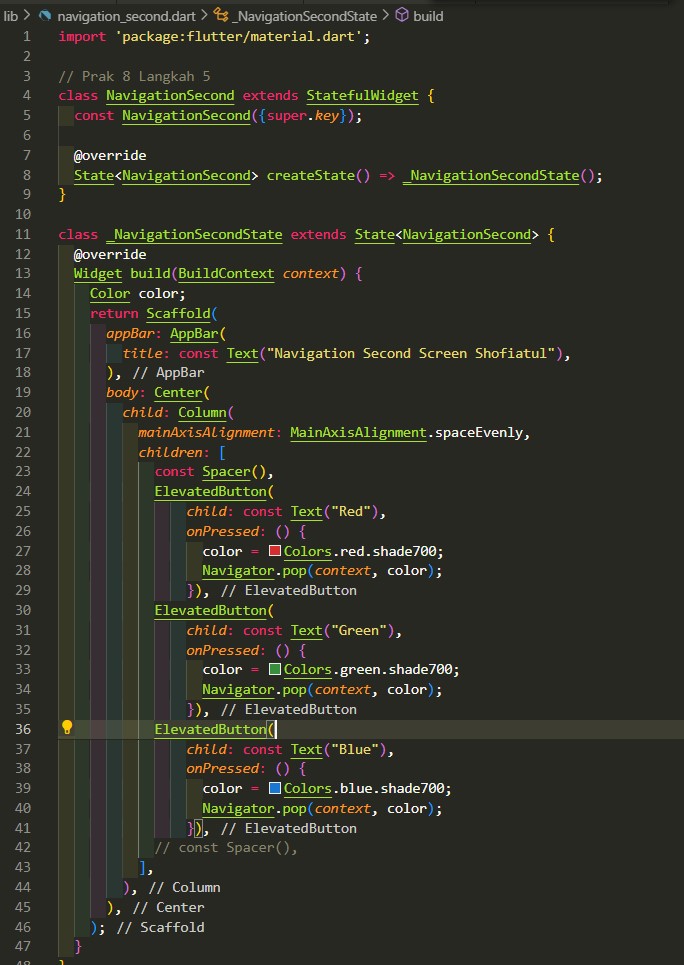 lib > navigation_second.dart > _NavigationSecondState > build
1 import 'package:flutter/material.dart';
2
3 // Prak 8 Langkah 5
4 class NavigationSecond extends StatefulWidget {
5   const NavigationSecond({super.key});
6
7   @override
8   State<NavigationSecond> createState() => _NavigationSecondState();
9 }
10
11 class _NavigationSecondState extends State<NavigationSecond> {
12   @override
13   Widget build(BuildContext context) {
14     Color color;
15     return Scaffold(
16       appBar: AppBar(
17         title: const Text("Navigation Second Screen Shofiatul"),
18       ), // AppBar
19       body: Center(
20         child: Column(
21           mainAxisAlignment: MainAxisAlignment.spaceEvenly,
22           children: [
23             const Spacer(),
24             ElevatedButton(
25                 child: const Text("Red"),
26                 onPressed: () {
27                   color = Colors.red.shade700;
28                   Navigator.pop(context, color);
29                 }), // ElevatedButton
30             ElevatedButton(
31                 child: const Text("Green"),
32                 onPressed: () {
33                   color = Colors.green.shade700;
34                   Navigator.pop(context, color);
35                 }), // ElevatedButton
36             ElevatedButton(
37                 child: const Text("Blue"),
38                 onPressed: () {
39                   color = Colors.blue.shade700;
40                   Navigator.pop(context, color);
41                 }), // ElevatedButton
42             // const Spacer(),
43           ],
44         ), // Column
45       ), // Center
46     ); // Scaffold
47   }
48 }